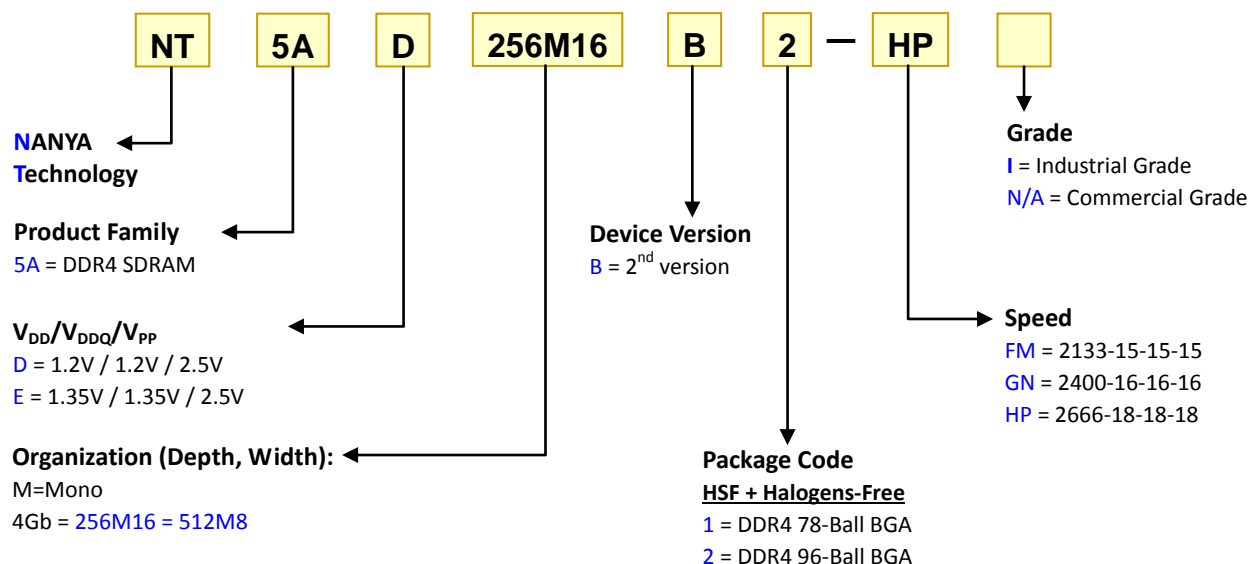 NT 5A D 256M16 B 2 — HP
NANYA
Technology
Product Family
5A = DDR4 SDRAM
VDD/VDDQ/VPP
D = 1.2V / 1.2V / 2.5V
E = 1.35V / 1.35V / 2.5V
Organization (Depth, Width):
M=Mono
4Gb = 256M16 = 512M8
Device Version
B = 2nd version
Package Code
HSF + Halogens-Free
1 = DDR4 78-Ball BGA
2 = DDR4 96-Ball BGA
Grade
I = Industrial Grade
N/A = Commercial Grade
Speed
FM = 2133-15-15-15
GN = 2400-16-16-16
HP = 2666-18-18-18